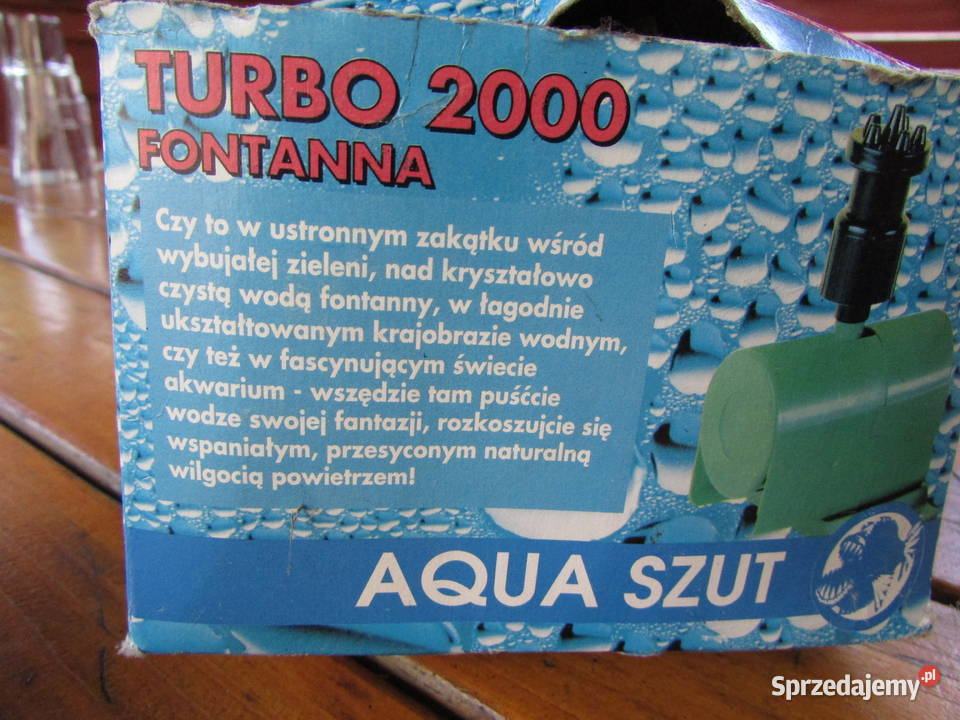 TURBO 2000
FONTANNA
Czy to w ustronnym zakątku wśród
wybujałej zieleni, nad kryształowo
czystą wodą fontanny, w łagodnie
ukształtowanym krajobrazie wodnym,
czy też w fascynującym świecie
akwarium - wszędzie tam puśćcie
wodze swojej fantazji, rozkoszujcie się
wspaniałym, przesyconym naturalną
wilgocią powietrzem!
AQUA SZUT
Sprzedajemy.pl